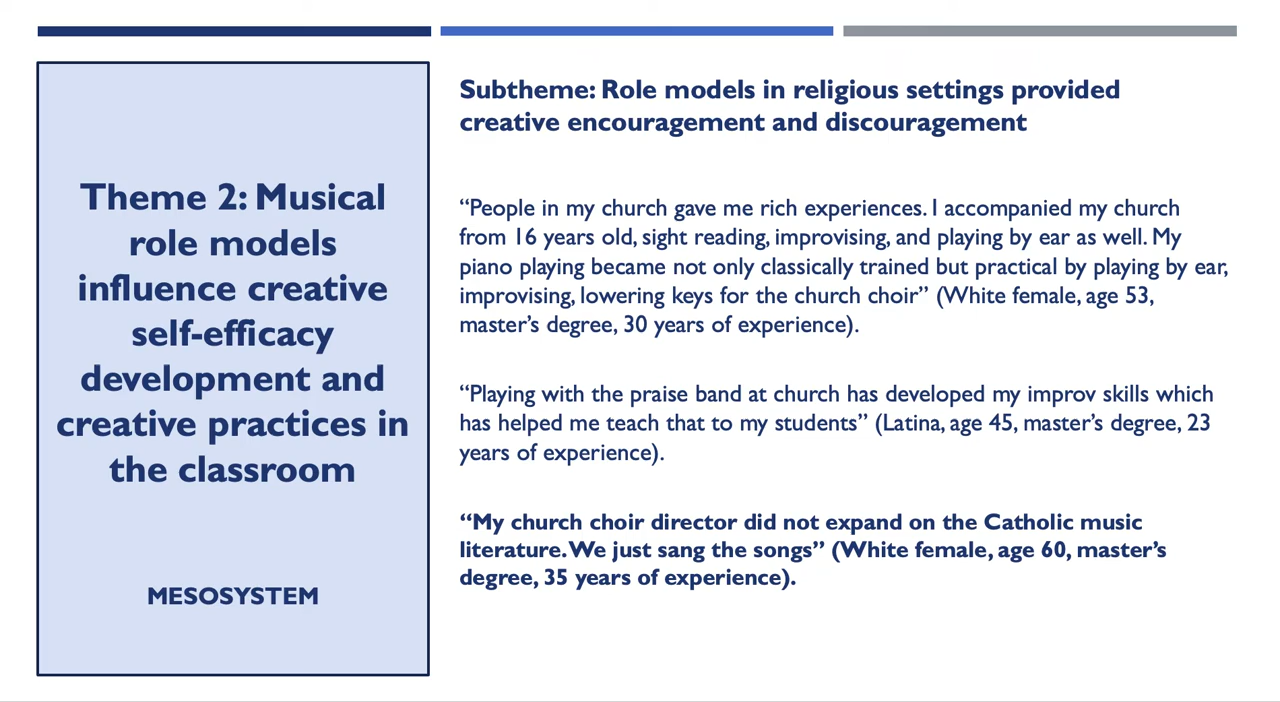 Theme 2: Musical
role models
influence creative
self-efficacy
development and
creative practices in
the classroom
MESOSYSTEM
Subtheme: Role models in religious settings provided
creative encouragement and discouragement
“People in my church gave me rich experiences. I accompanied my church
from 16 years old, sight reading, improvising, and playing by ear as well. My
piano playing became not only classically trained but practical by playing by ear,
improvising, lowering keys for the church choir” (White female, age 53,
master’s degree, 30 years of experience).
“Playing with the praise band at church has developed my improv skills which
has helped me teach that to my students” (Latina, age 45, master’s degree, 23
years of experience).
“My church choir director did not expand on the Catholic music
literature. We just sang the songs” (White female, age 60, master’s
degree, 35 years of experience).